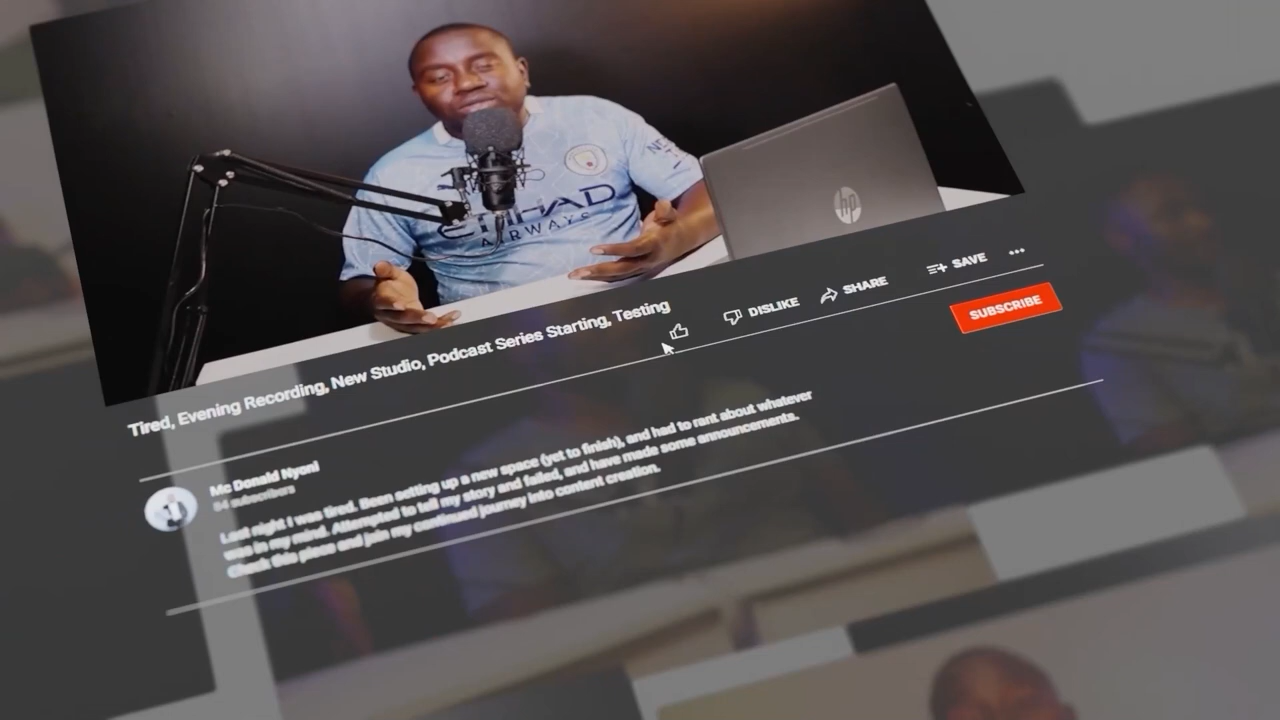 NE
ETIHAD
AIRWAYS
hp
Tired, Evening Recording, New Studio, Podcast Series Starting, Testing
DISLIKE
SHARE
SAVE
SUBSCRIBE
Mc Donald Nyoni
64 subscribers
Last night I was tired. Been setting up a new space (yet to finish), and had to rant about whatever
was in my mind. Attempted to tell my story and failed, and have made some announcements.
Check this piece and join my continued journey into content creation.